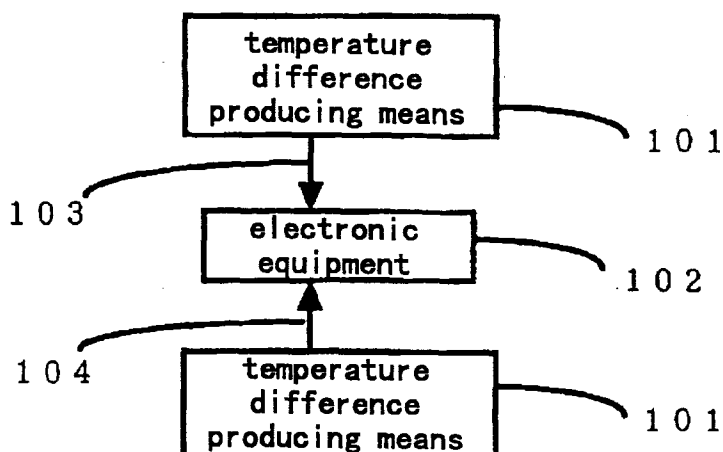 temperature
difference
producing means
101
103
electronic
equipment
102
104
temperature
difference
producing means
101